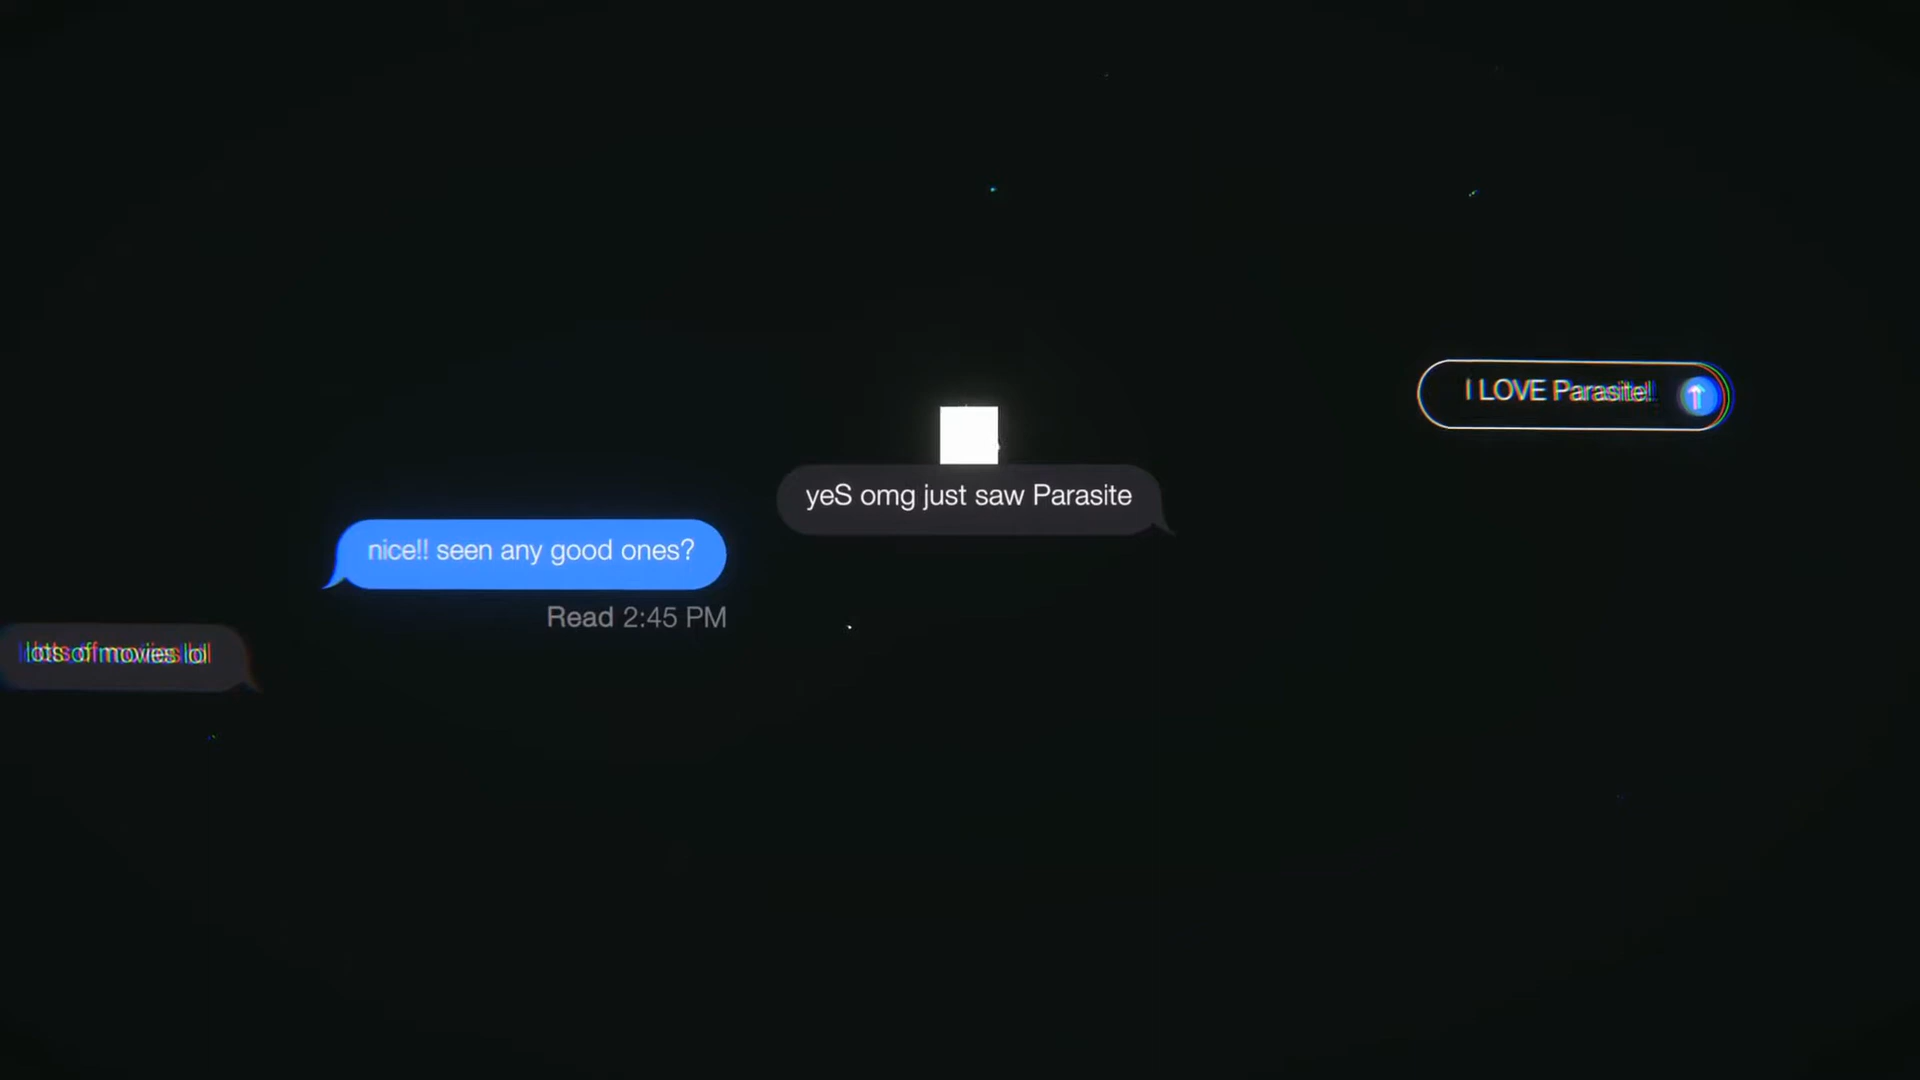 lots of movies lol
nice!! seen any good ones?
Read 2:45 PM
yeS omg just saw Parasite
I LOVE Parasite!